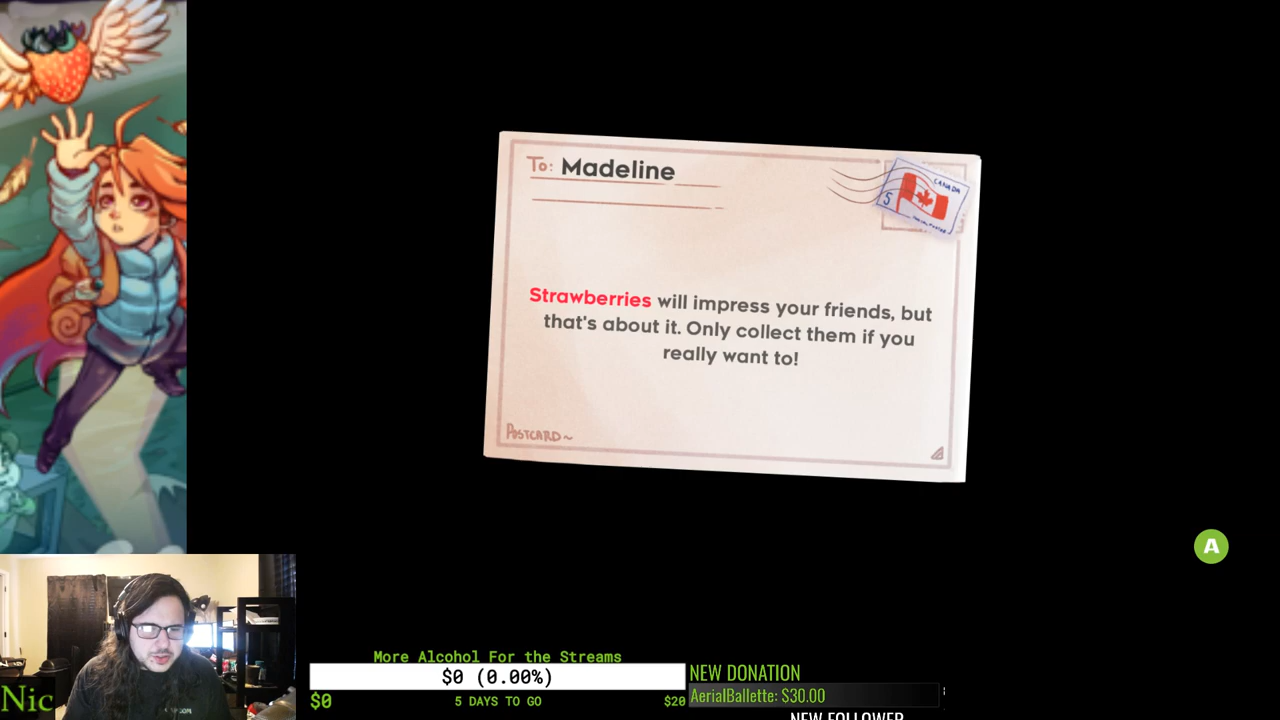 To: Madeline
CANADA
5
Strawberries will impress your friends, but
that's about it. Only collect them if you
really want to!
POSTCARD~
A
More Alcohol For the Streams
$0 (0.00%)
$0 5 DAYS TO GO $20
NEW DONATION
AerialBallette: $30.00
NEW FOLLOWER
Nic